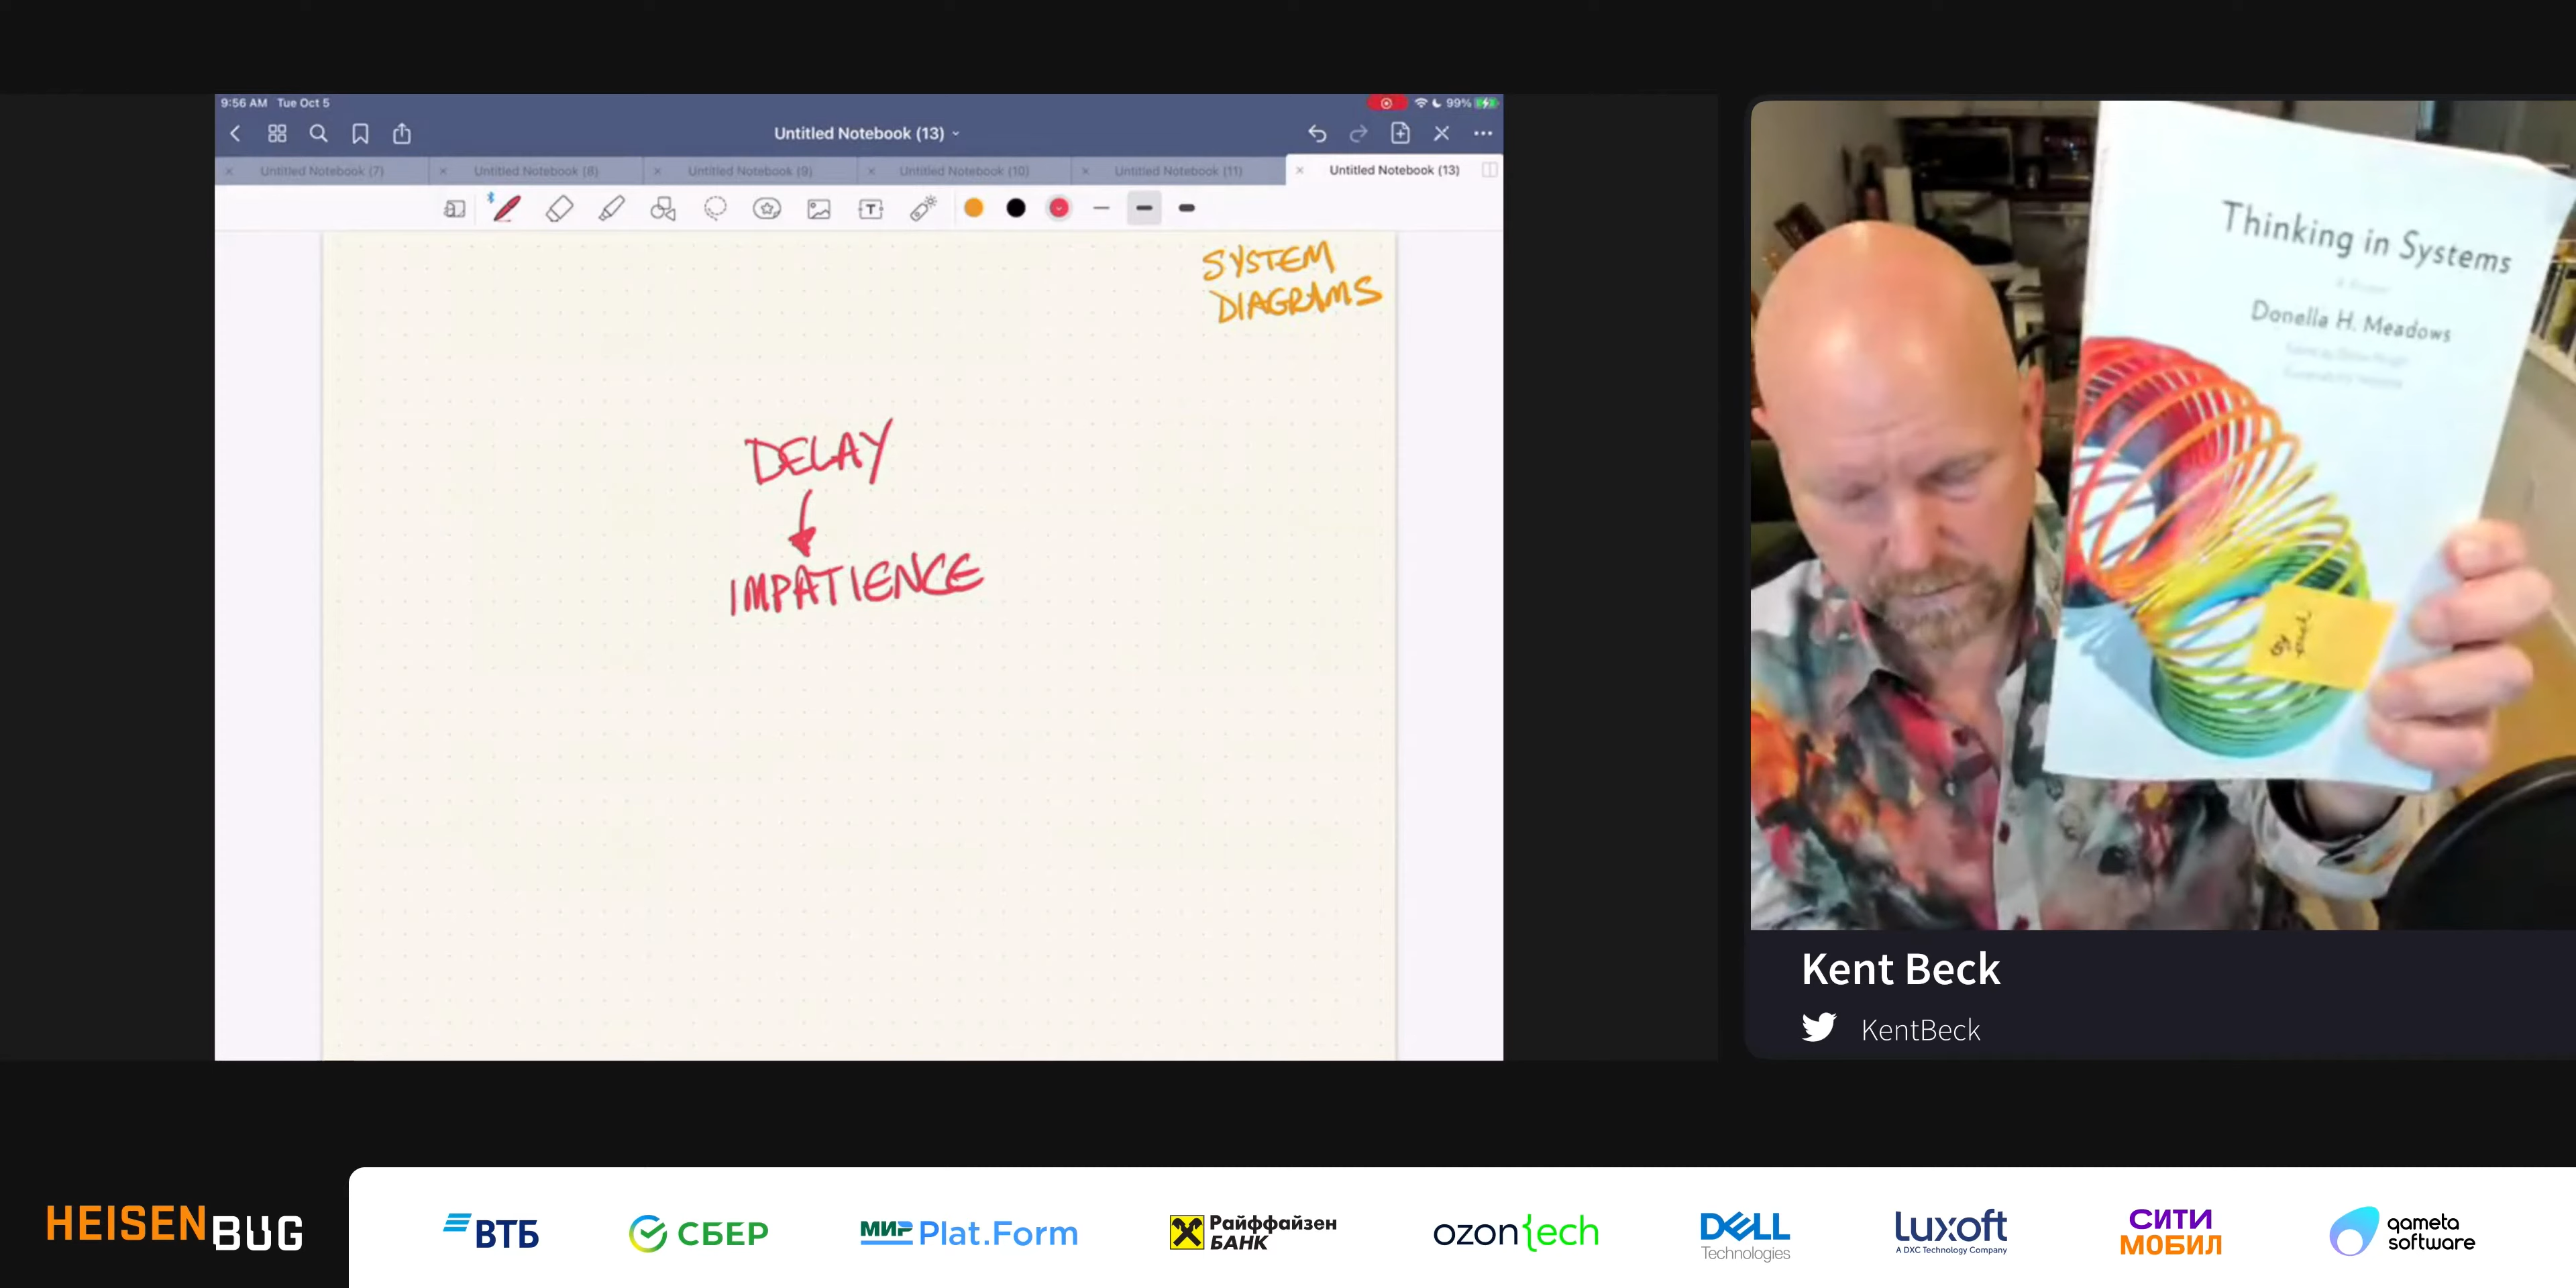 9:56 AM Tue Oct 5
99%
Untitled Notebook (13)
Untitled Notebook (7)
Untitled Notebook (8)
Untitled Notebook (9)
Untitled Notebook (10)
Untitled Notebook (11)
Untitled Notebook (13)
T
SYSTEM
DIAGRAMS
DELAY
IMPATIENCE
Thinking in Systems
Donella H. Meadows
Kent Beck
KentBeck
HEISENBUG
ВТБ
СБЕР
МИР Plat.Form
Райффайзен
БАНК
ozon{ech
DELL
Technologies
luxoft
A DXC Technology Company
СИТИ
МОБИЛ
qameta
software